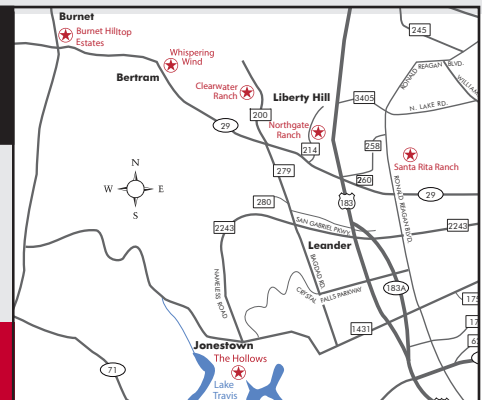 Burnet
Burnet Hilltop
Estates
245
Whispering
Wind
RONALD REAGAN BLVD.
Bertram
Clearwater
Ranch
Liberty Hill
3405
N. LAKE RD.
200
29
Northgate
Ranch
214
258
Santa Rita Ranch
N
W
E
S
279
260
29
280
183
RONALD REAGAN BLVD.
2243
SAN GABRIEL PKWY.
2243
Leander
BAGDAD RD.
NAMELESS ROAD
CRYSTAL FALLS PARKWAY
183A
1431
Jonestown
The Hollows
71
Lake
Travis